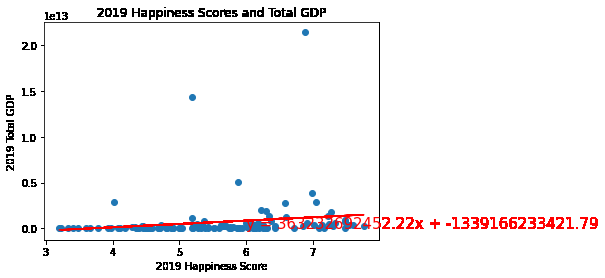 1e13
2019 Happiness Scores and Total GDP
2.0
1.5
1.0
0.5
0.0
2019 Total GDP
2.22x + -1339166233421.79
3
4
5
6
7
2019 Happiness Score